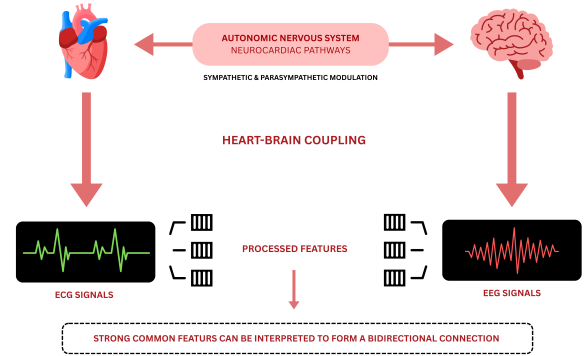 AUTONOMIC NERVOUS SYSTEM
NEUROCARDIAC PATHWAYS
SYMPATHETIC & PARASYMPATHETIC MODULATION
HEART-BRAIN COUPLING
PROCESSED FEATURES
ECG SIGNALS
EEG SIGNALS
STRONG COMMON FEATURS CAN BE INTERPRETED TO FORM A BIDIRECTIONAL CONNECTION